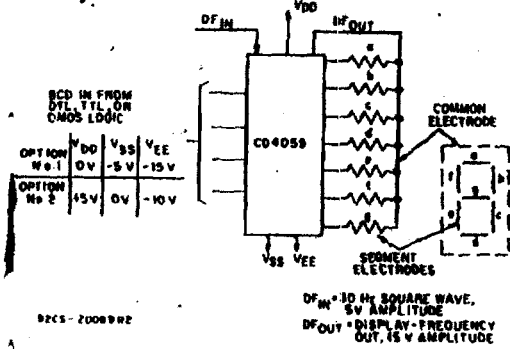 DF IN
VDD
DF OUT
a
b
c
d
e
f
g
BCD IN FROM
DTL, TTL, OR
CMOS LOGIC
VDD VSS VEE
OPTION No. 1 0V -5V -15V
OPTION No 2 +5V 0V -10V
CD4055
COMMON
ELECTRODE
a
f b
g
e c
d
VSS VEE
SEGMENT
ELECTRODES
DF IN = 30 Hz SQUARE WAVE,
5V AMPLITUDE
DF OUT = DISPLAY-FREQUENCY
OUT, 15 V AMPLITUDE
92CS-20089R2